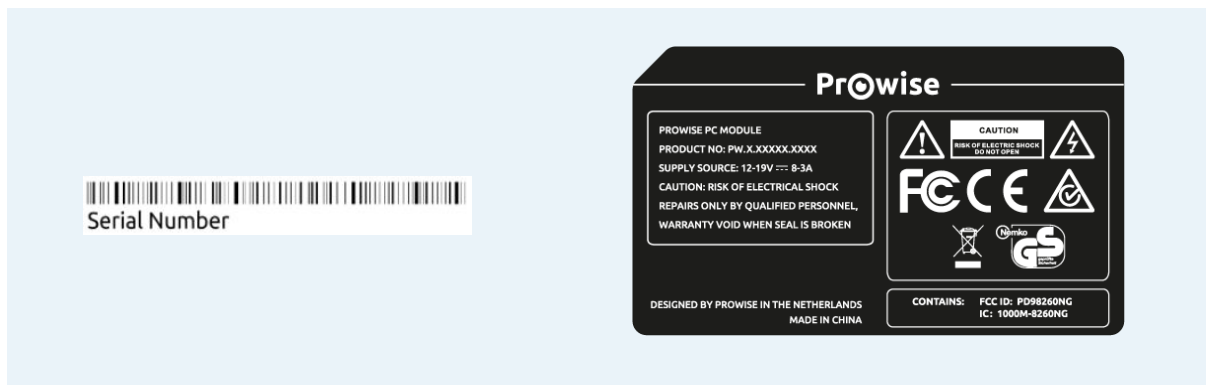 Serial Number
Prowise
PROWISE PC MODULE
PRODUCT NO: PW.X.XXXXX.XXXX
SUPPLY SOURCE: 12-19V ⎓ 8-3A
CAUTION: RISK OF ELECTRICAL SHOCK
REPAIRS ONLY BY QUALIFIED PERSONNEL,
WARRANTY VOID WHEN SEAL IS BROKEN
DESIGNED BY PROWISE IN THE NETHERLANDS
MADE IN CHINA
CAUTION
RISK OF ELECTRIC SHOCK
DO NOT OPEN
FC CE
Nemko
GS
CONTAINS: FCC ID: PD98260NG
IC: 1000M-8260NG